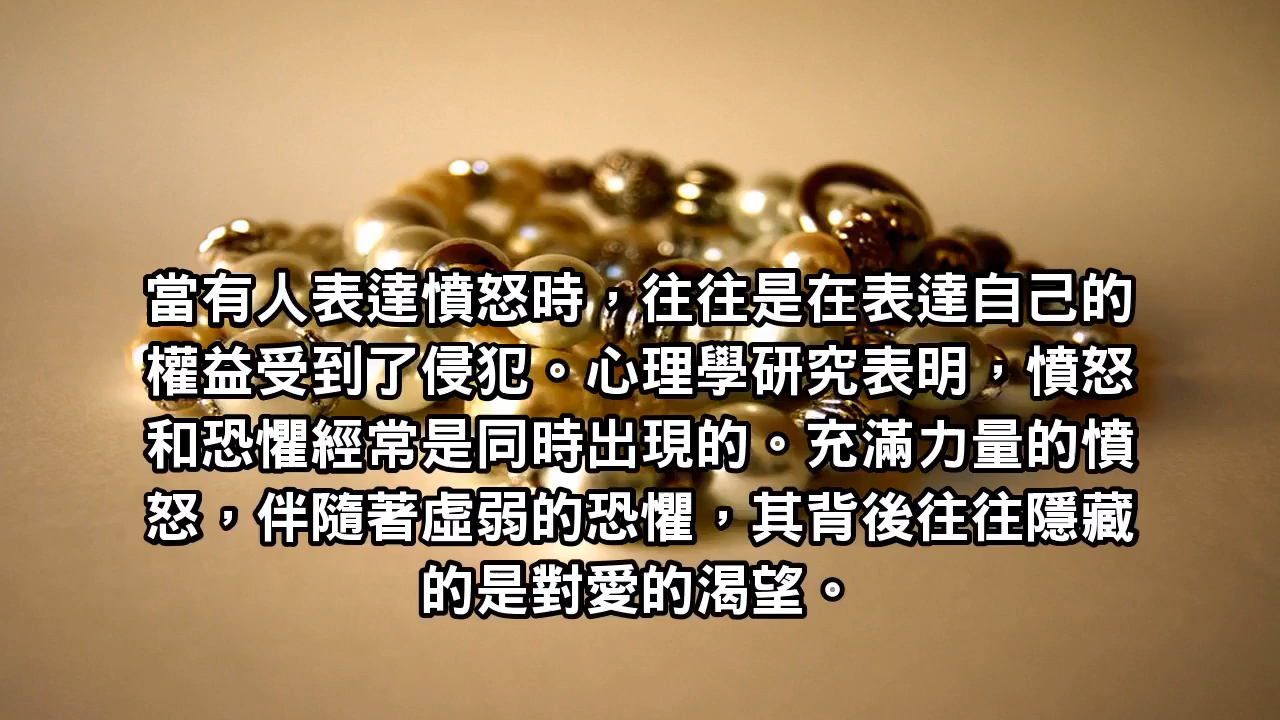 當有人表達憤怒時，往往是在表達自己的
權益受到了侵犯。心理學研究表明，憤怒
和恐懼經常是同時出現的。充滿力量的憤
怒，伴隨著虛弱的恐懼，其背後往往隱藏
的是對愛的渴望。